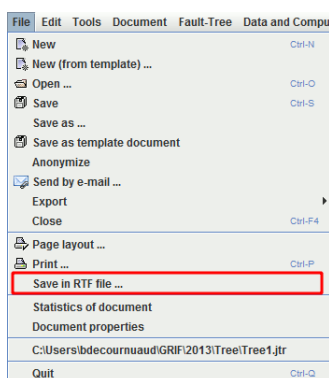 File Edit Tools Document Fault-Tree Data and Compu
New Ctrl-N
New (from template) ...
Open ... Ctrl-O
Save Ctrl-S
Save as ...
Save as template document
Anonymize
Send by e-mail ...
Export
Close Ctrl-F4
Page layout ...
Print ... Ctrl-P
Save in RTF file ...
Statistics of document
Document properties
C:\Users\bdecournuaud\GRIF\2013\Tree\Tree1.jtr
Quit Ctrl-Q